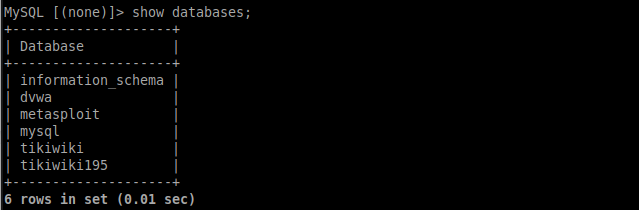 MySQL [(none)]> show databases;
+--------------------+
| Database           |
+--------------------+
| information_schema |
| dvwa               |
| metasploit         |
| mysql              |
| tikiwiki           |
| tikiwiki195        |
+--------------------+
6 rows in set (0.01 sec)